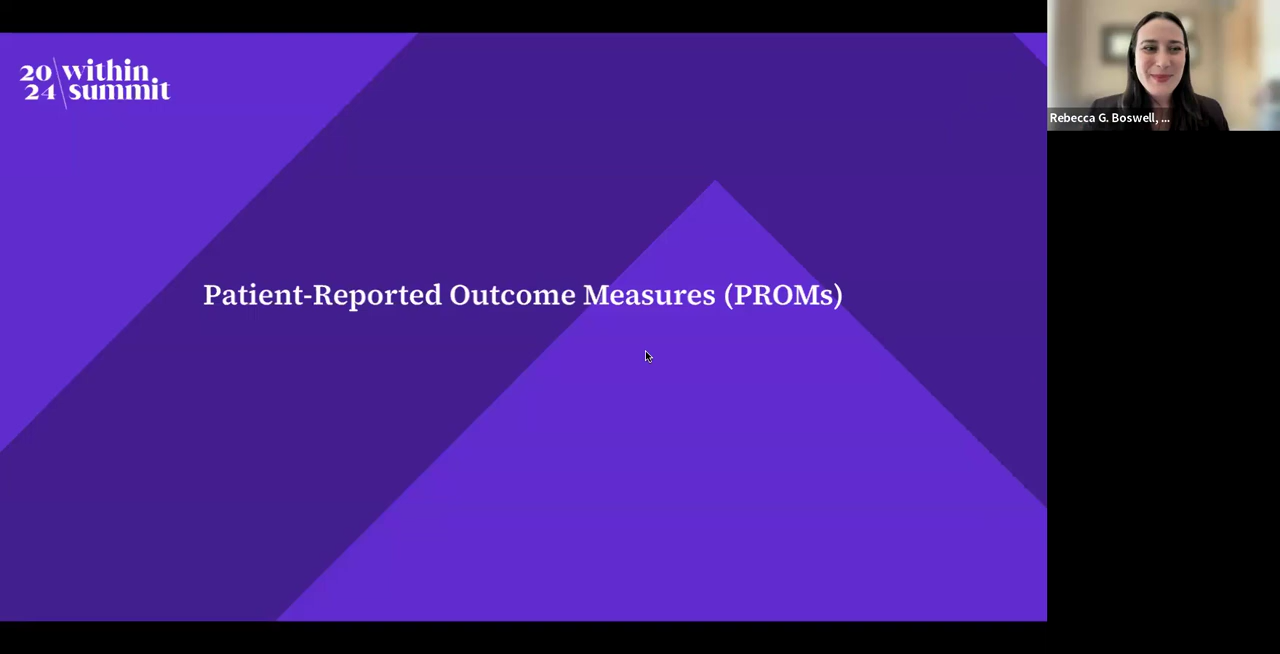 20 within
24 summit
Rebecca G. Boswell, ...
Patient-Reported Outcome Measures (PROMs)